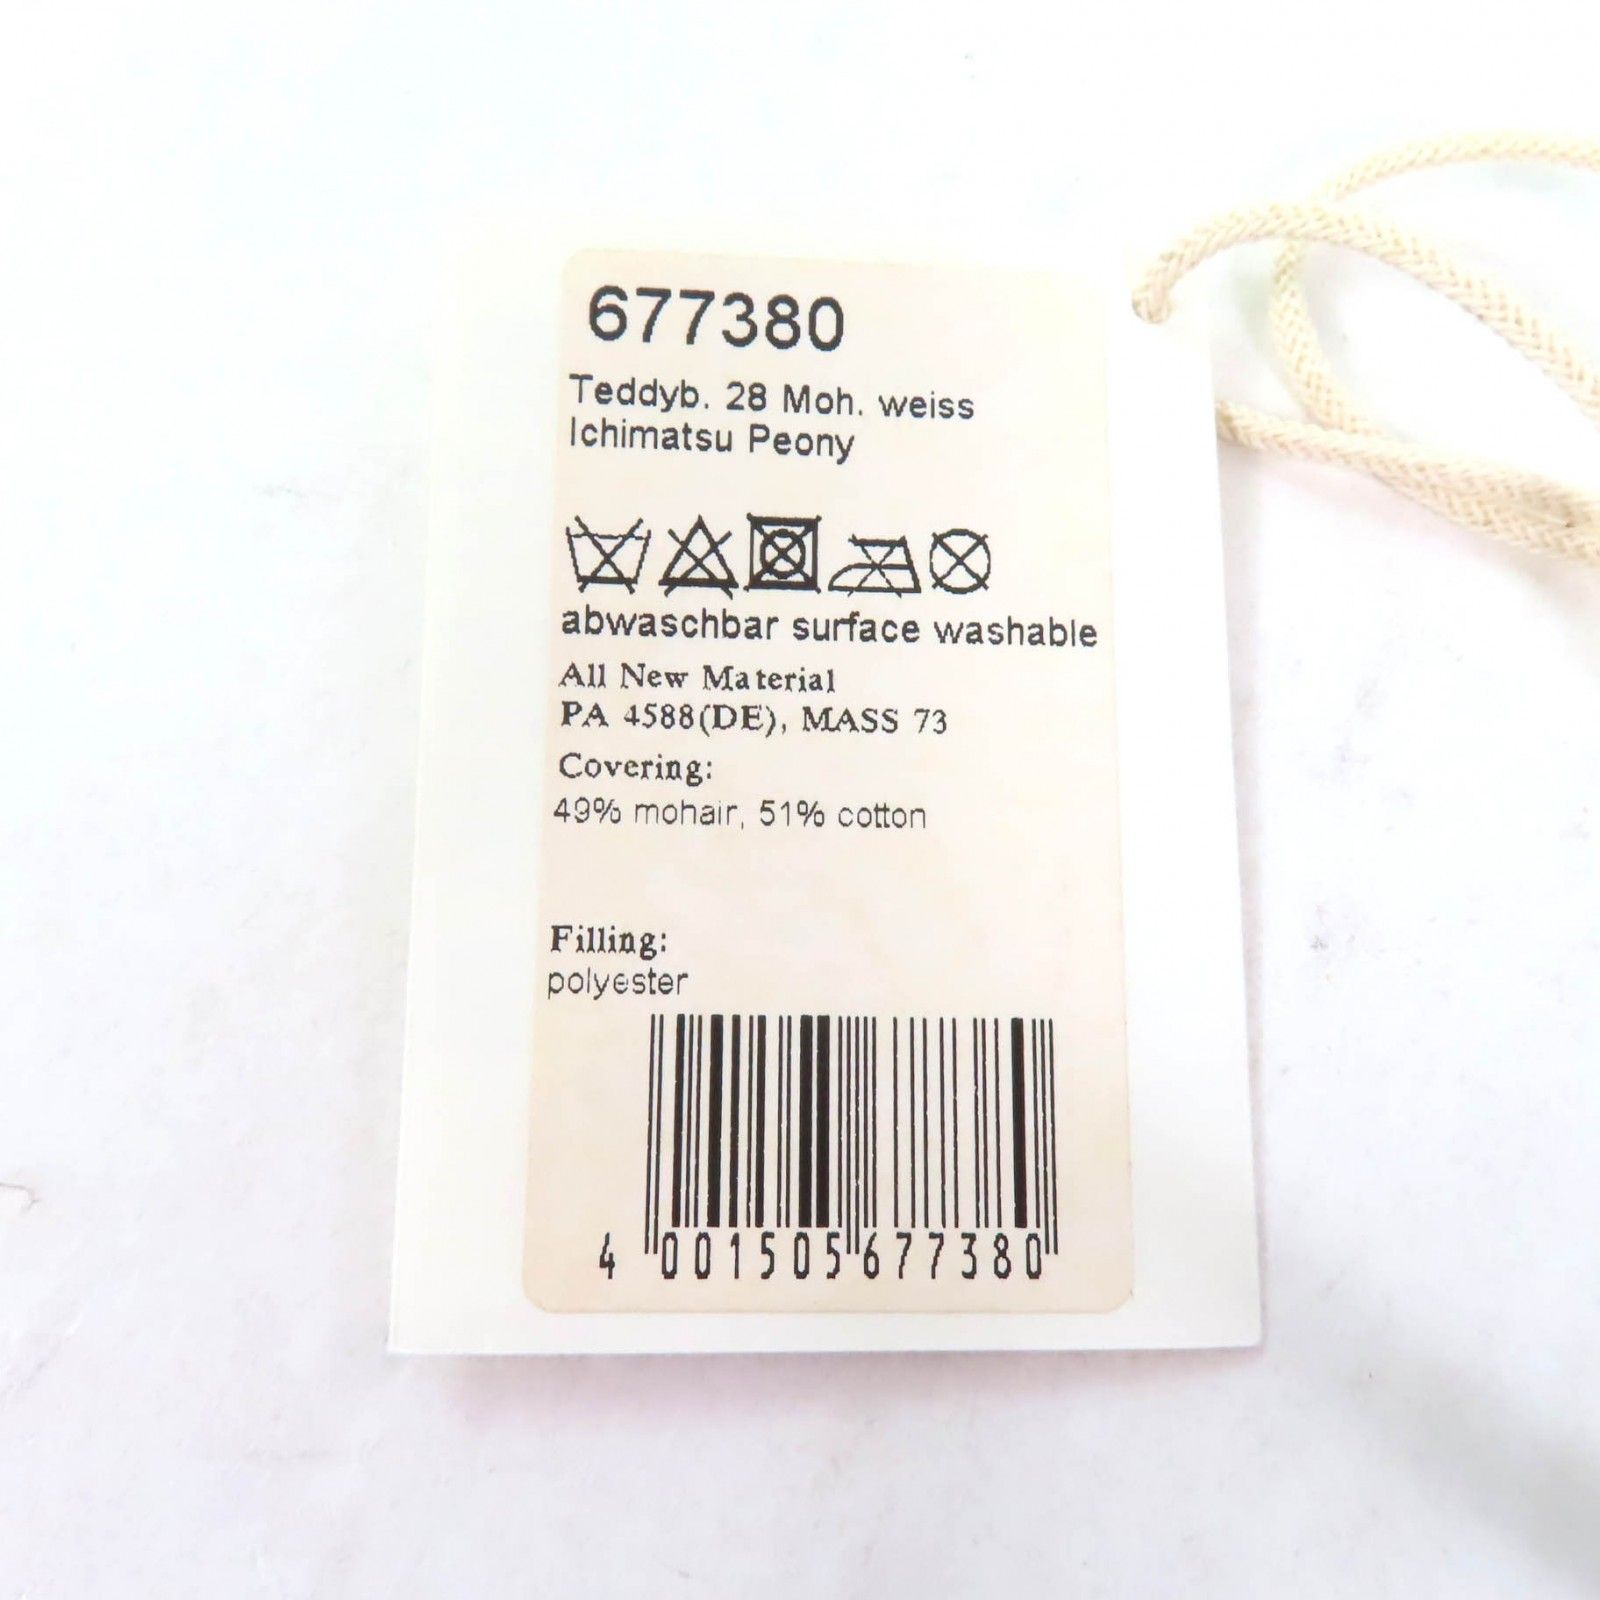 677380
Teddyb. 28 Moh. weiss
Ichimatsu Peony
abwaschbar surface washable
All New Material
PA 4588(DE), MASS 73
Covering:
49% mohair, 51% cotton
Filling:
polyester
4 001505 677380